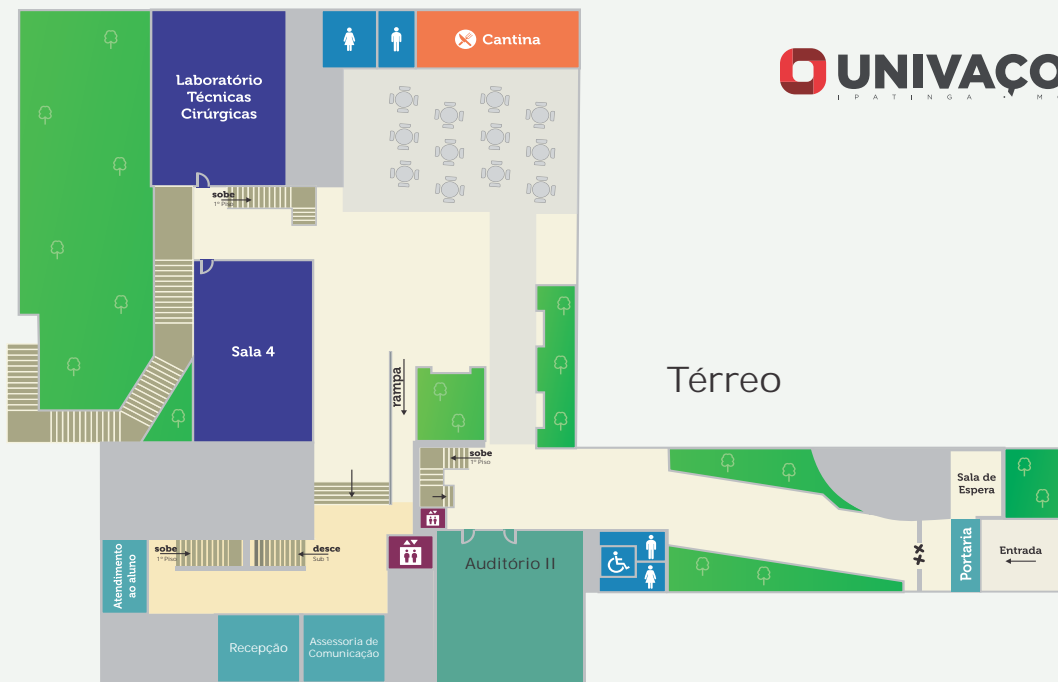 Cantina
Laboratório
Técnicas
Cirúrgicas
UNIVAÇO
IPATINGA
sobe
1º Piso
Sala 4
Térreo
rampa
sobe
1º Piso
Sala de
Espera
Atendimento
ao aluno
sobe
1º Piso
desce
Sub 1
Auditório II
Portaria
Entrada
Recepção
Assessoria de
Comunicação